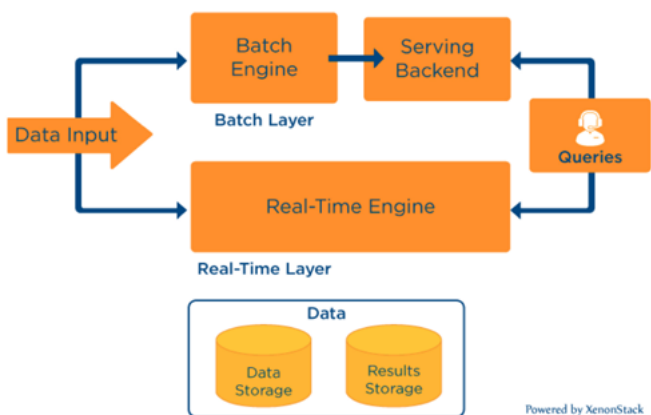 Batch
Engine
Serving
Backend
Batch Layer
Data Input
Queries
Real-Time Engine
Real-Time Layer
Data
Data
Storage
Results
Storage
Powered by XenonStack